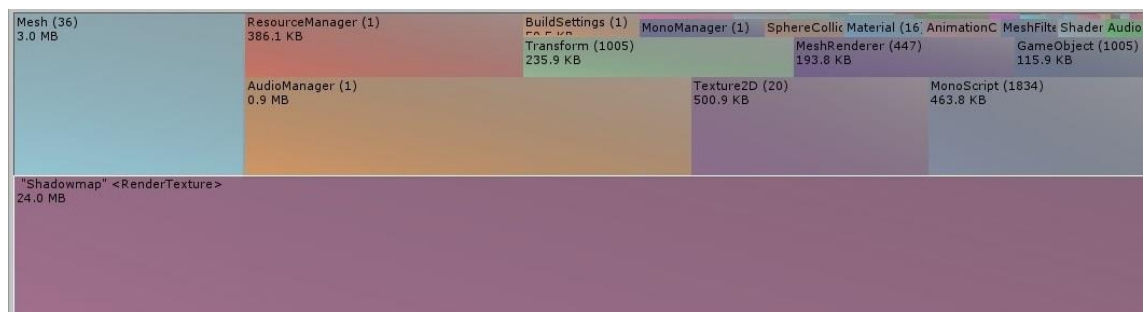 Mesh (36)
3.0 MB
ResourceManager (1)
386.1 KB
BuildSettings (1)
MonoManager (1)
SphereCollic
Material (16
AnimationC
MeshFilte
Shader
Audio
Transform (1005)
235.9 KB
MeshRenderer (447)
193.8 KB
GameObject (1005)
115.9 KB
AudioManager (1)
0.9 MB
Texture2D (20)
500.9 KB
MonoScript (1834)
463.8 KB
"Shadowmap" <RenderTexture>
24.0 MB